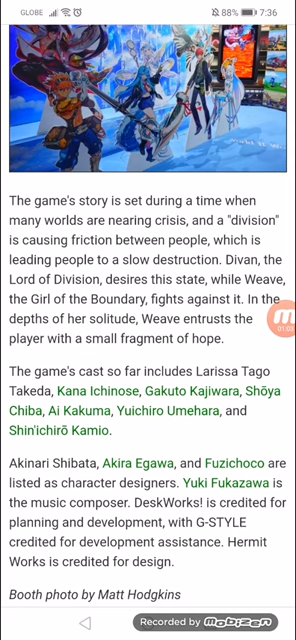 GLOBE 88% 7:36
The game's story is set during a time when
many worlds are nearing crisis, and a "division"
is causing friction between people, which is
leading people to a slow destruction. Divan, the
Lord of Division, desires this state, while Weave,
the Girl of the Boundary, fights against it. In the
depths of her solitude, Weave entrusts the
player with a small fragment of hope.
01:03
The game's cast so far includes Larissa Tago
Takeda, Kana Ichinose, Gakuto Kajiwara, Shōya
Chiba, Ai Kakuma, Yuichiro Umehara, and
Shin'ichirō Kamio.
Akinari Shibata, Akira Egawa, and Fuzichoco are
listed as character designers. Yuki Fukazawa is
the music composer. DeskWorks! is credited for
planning and development, with G-STYLE
credited for development assistance. Hermit
Works is credited for design.
Booth photo by Matt Hodgkins
Recorded by mobizen